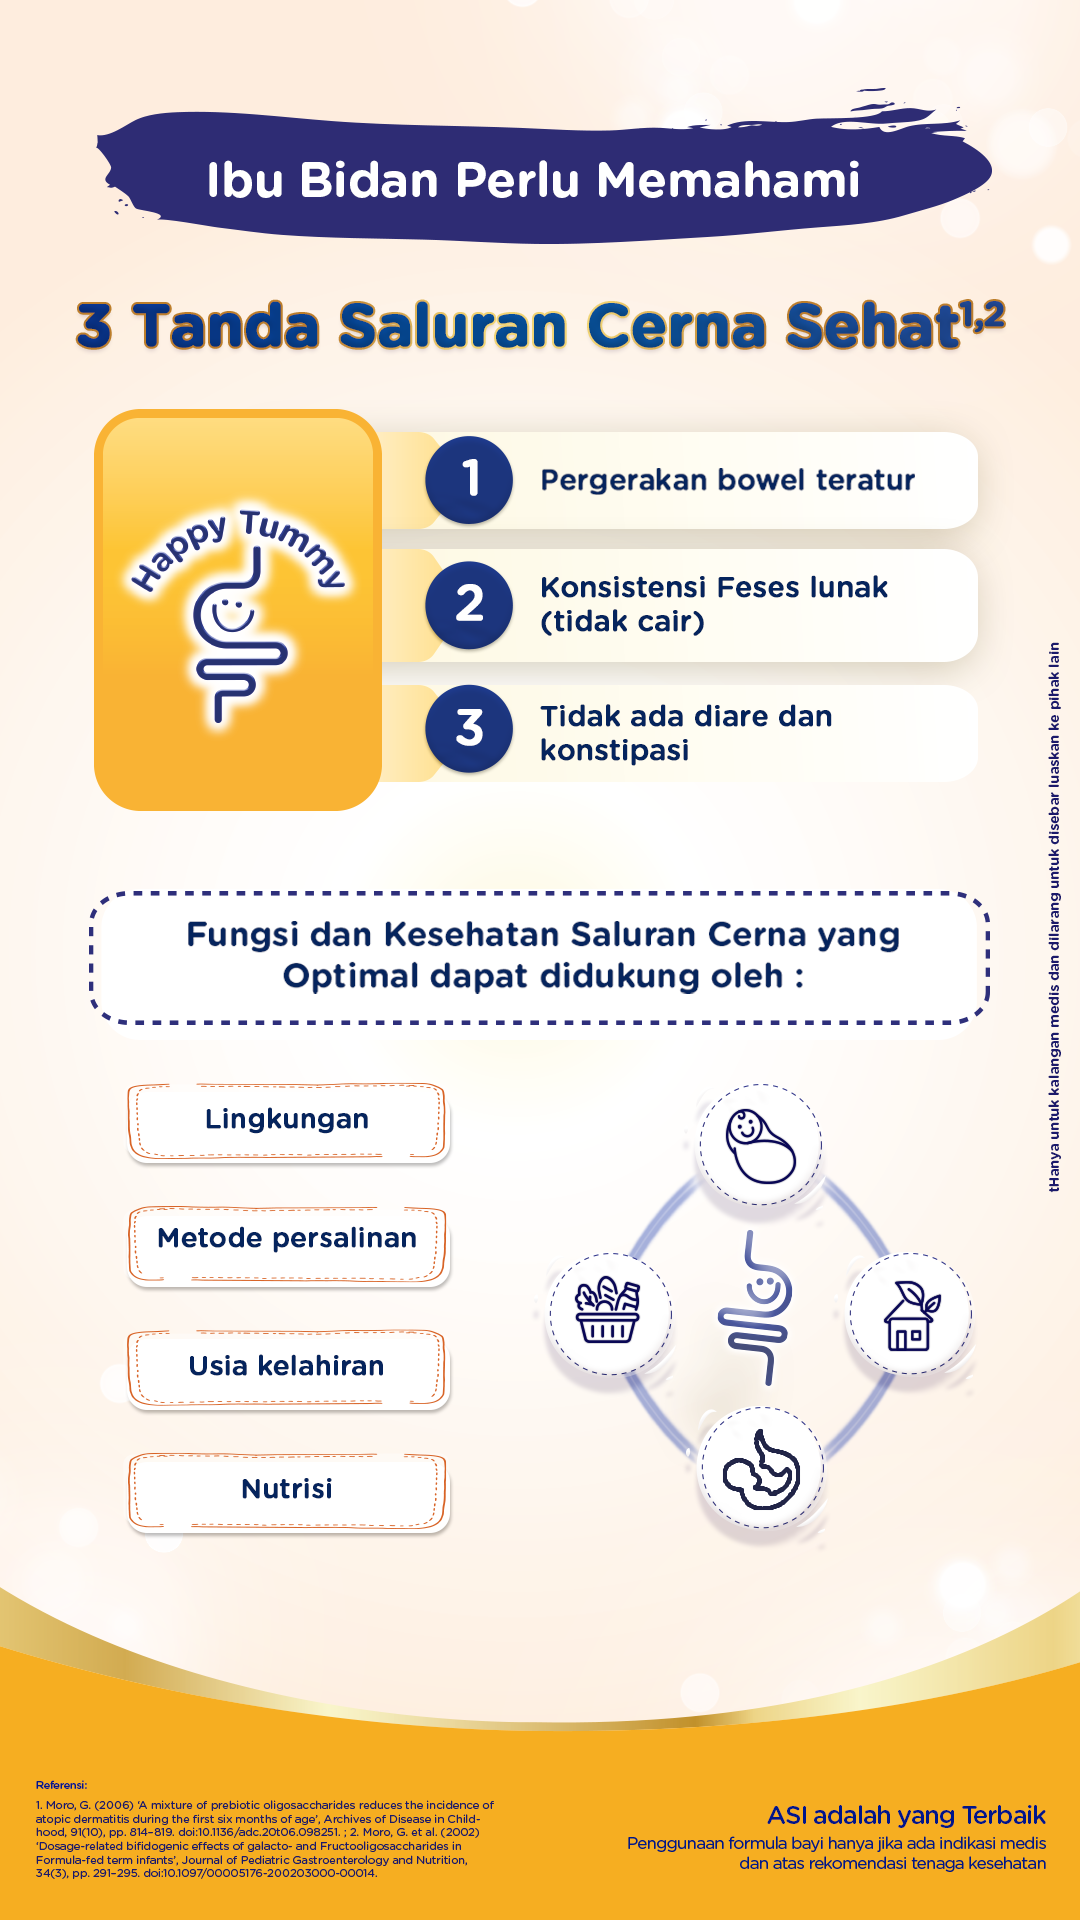 Ibu Bidan Perlu Memahami
3 Tanda Saluran Cerna Sehat1,2
Happy Tummy
1
Pergerakan bowel teratur
2
Konsistensi Feses lunak
(tidak cair)
3
Tidak ada diare dan
konstipasi
Fungsi dan Kesehatan Saluran Cerna yang
Optimal dapat didukung oleh :
Lingkungan
Metode persalinan
Usia kelahiran
Nutrisi
tHanya untuk kalangan medis dan dilarang untuk disebar luaskan ke pihak lain
Referensi:
1. Moro, G. (2006) ‘A mixture of prebiotic oligosaccharides reduces the incidence of
atopic dermatitis during the first six months of age’, Archives of Disease in Child-
hood, 91(10), pp. 814–819. doi:10.1136/adc.20t06.098251. ; 2. Moro, G. et al. (2002)
‘Dosage-related bifidogenic effects of galacto- and Fructooligosaccharides in
Formula-fed term infants’, Journal of Pediatric Gastroenterology and Nutrition,
34(3), pp. 291–295. doi:10.1097/00005176-200203000-00014.
ASI adalah yang Terbaik
Penggunaan formula bayi hanya jika ada indikasi medis
dan atas rekomendasi tenaga kesehatan